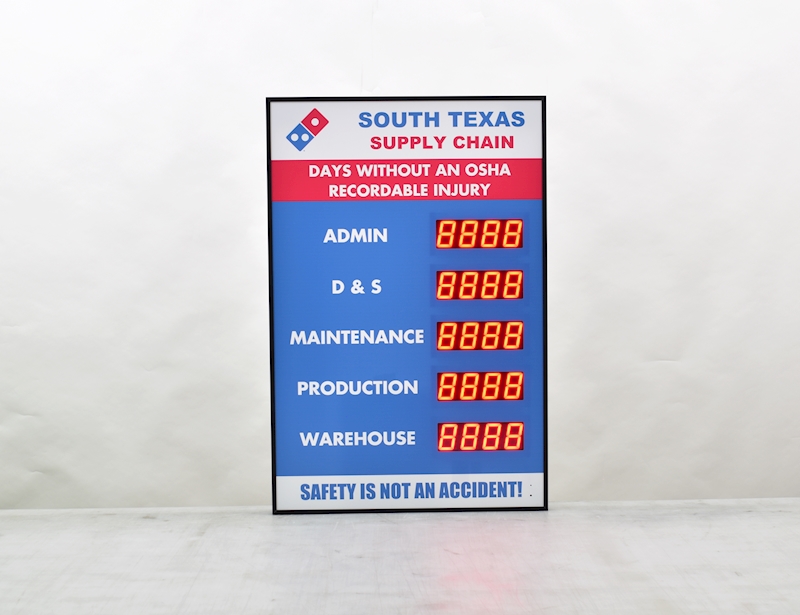 SOUTH TEXAS
SUPPLY CHAIN
DAYS WITHOUT AN OSHA
RECORDABLE INJURY
ADMIN 8888
D & S 8888
MAINTENANCE 8888
PRODUCTION 8888
WAREHOUSE 8888
SAFETY IS NOT AN ACCIDENT!